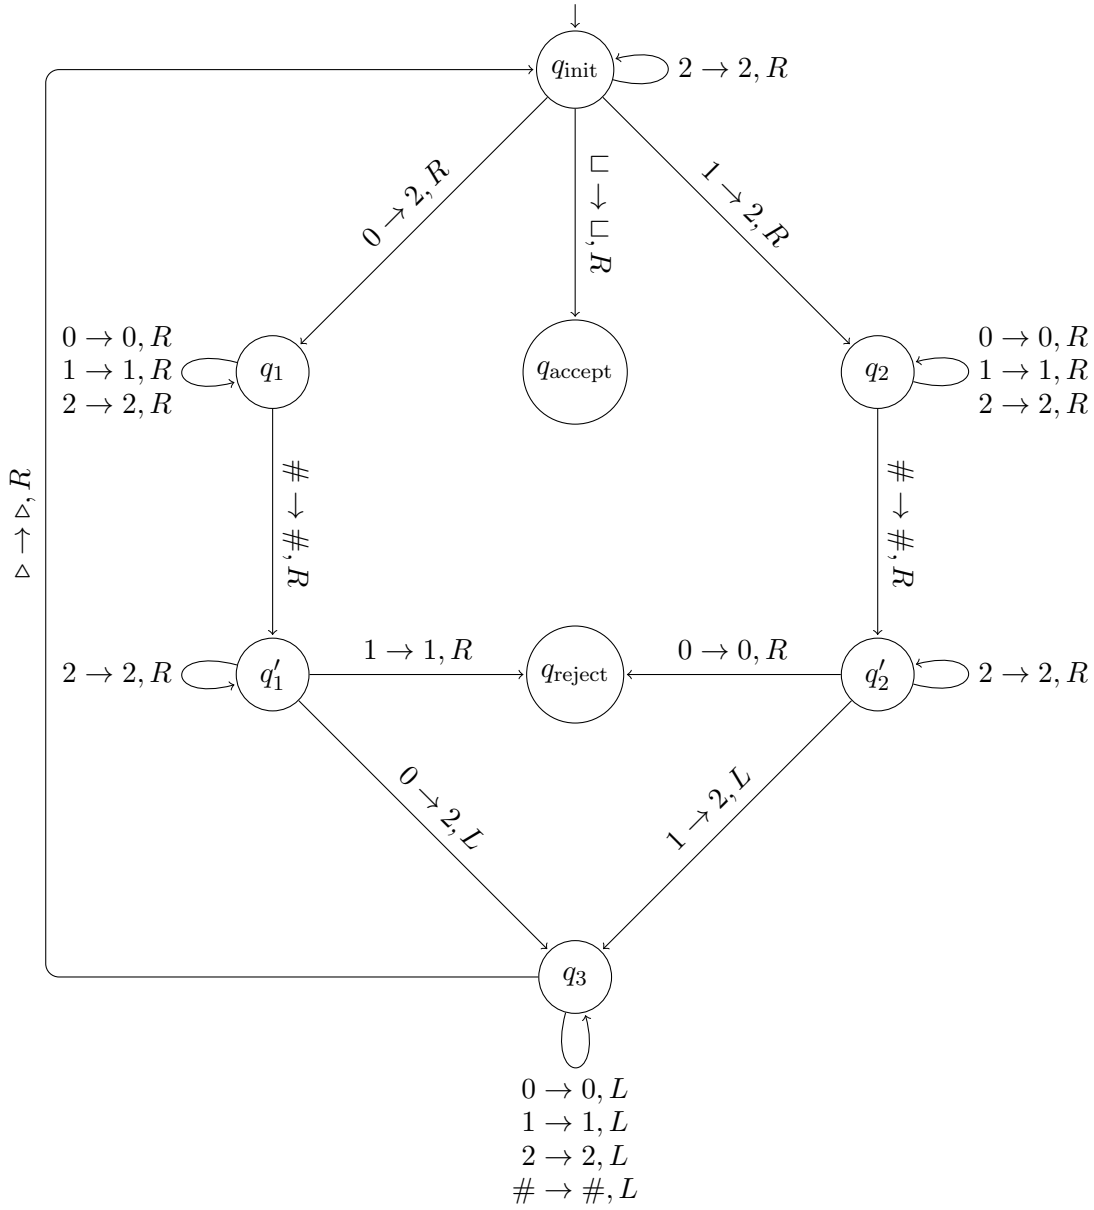 q_init
2 → 2, R
0 → 2, R
⊔ → ⊔, R
1 → 2, R
0 → 0, R
1 → 1, R
2 → 2, R
q_1
q_accept
q_2
0 → 0, R
1 → 1, R
2 → 2, R
▷ → ▷, R
# → #, R
# → #, R
2 → 2, R
q'_1
1 → 1, R
q_reject
0 → 0, R
q'_2
2 → 2, R
0 → 2, L
1 → 2, L
q_3
0 → 0, L
1 → 1, L
2 → 2, L
# → #, L